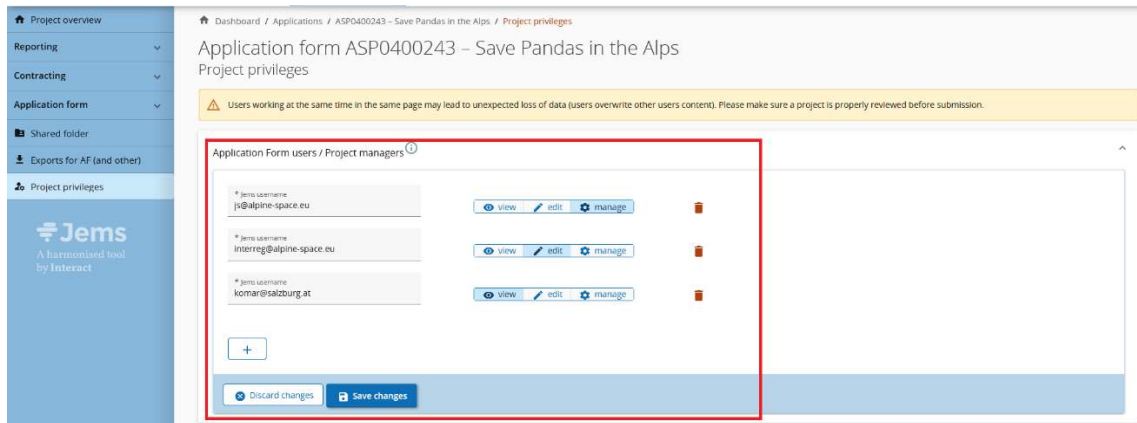 Project overview
Reporting
Contracting
Application form
Shared folder
Exports for AF (and other)
Project privileges
Jems
A harmonised tool
by Interact
Dashboard / Applications / ASP0400243 – Save Pandas in the Alps / Project privileges
Application form ASP0400243 – Save Pandas in the Alps
Project privileges
Users working at the same time in the same page may lead to unexpected loss of data (users overwrite other users content). Please make sure a project is properly reviewed before submission.
Application Form users / Project managers
* Jems username
js@alpine-space.eu
view edit manage
* Jems username
interreg@alpine-space.eu
view edit manage
* Jems username
komar@salzburg.at
view edit manage
+
Discard changes Save changes